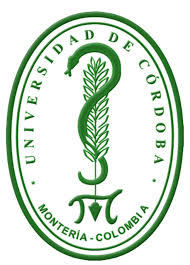 UNIVERSIDAD DE CÓRDOBA
MONTERÍA - COLOMBIA